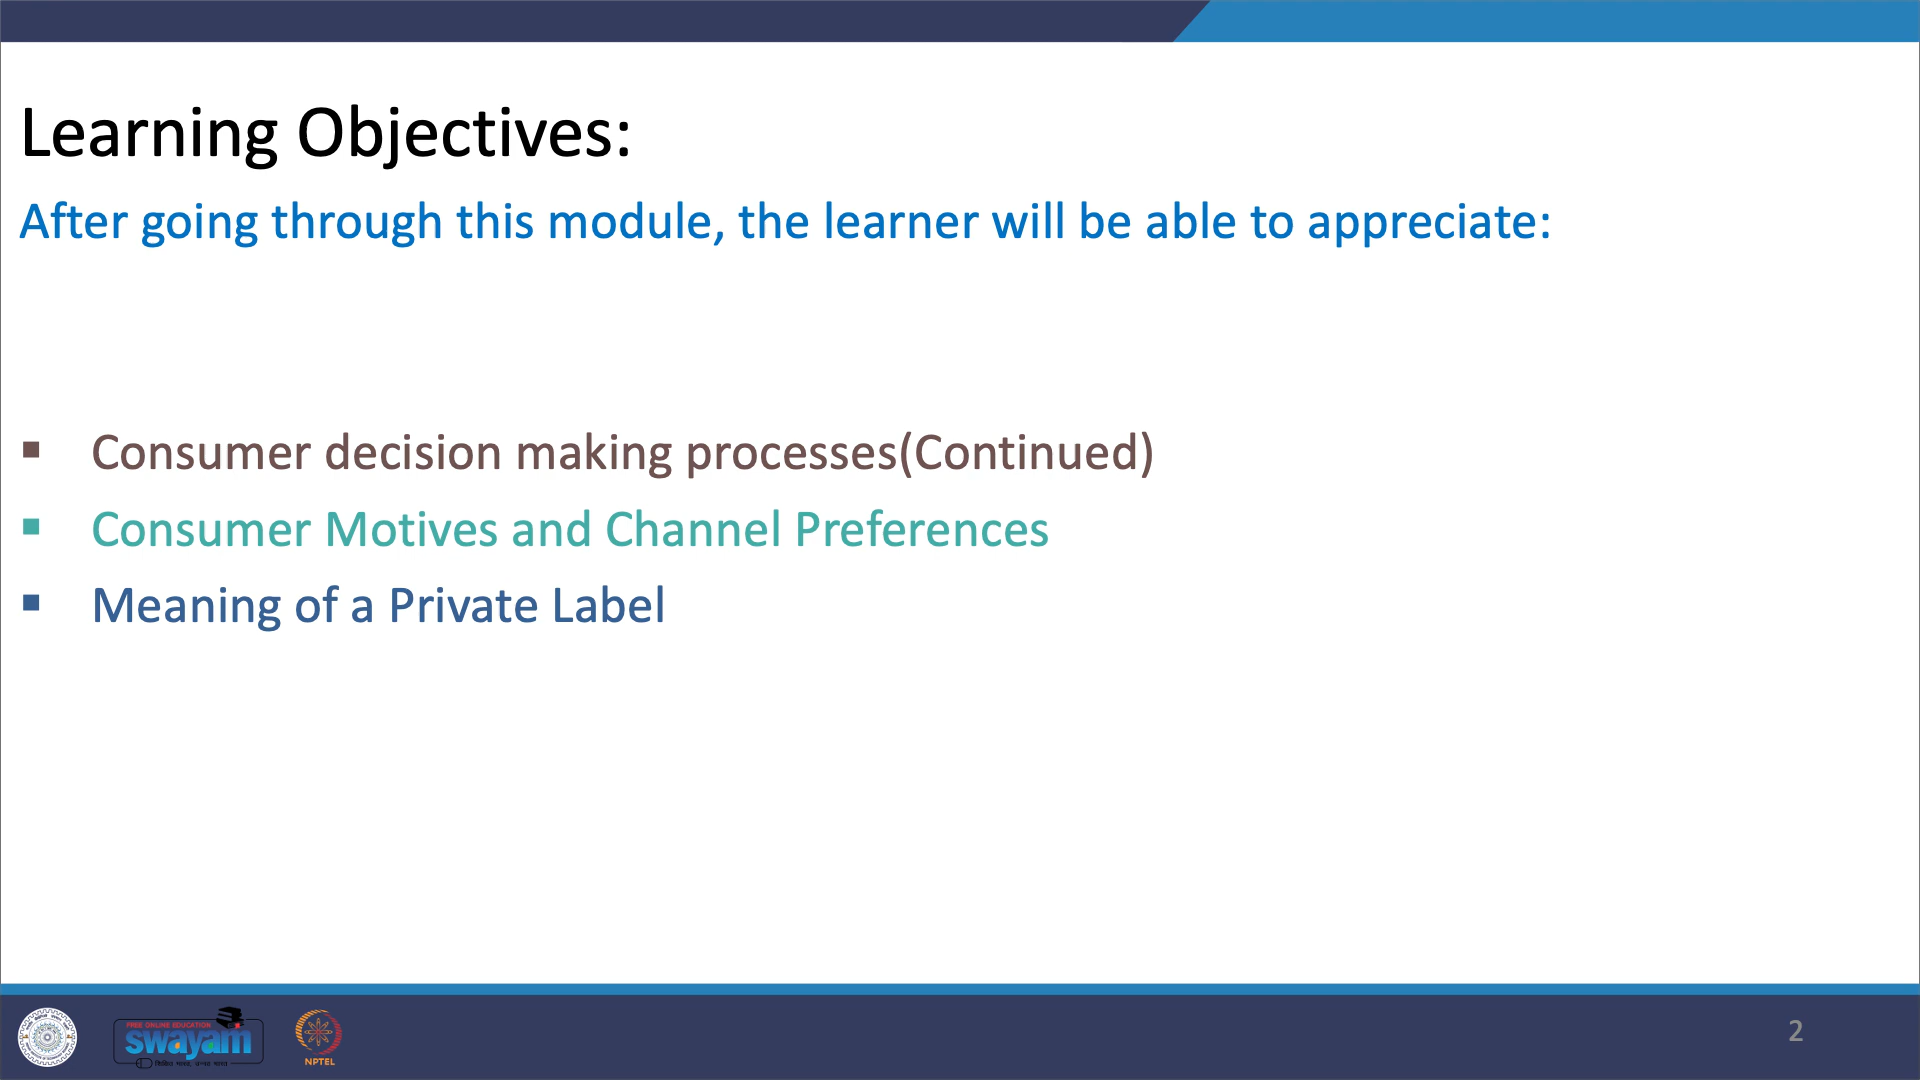 Learning Objectives:
After going through this module, the learner will be able to appreciate:
▪ Consumer decision making processes(Continued)
▪ Consumer Motives and Channel Preferences
▪ Meaning of a Private Label
FREE ONLINE EDUCATION
swayam
NPTEL
2